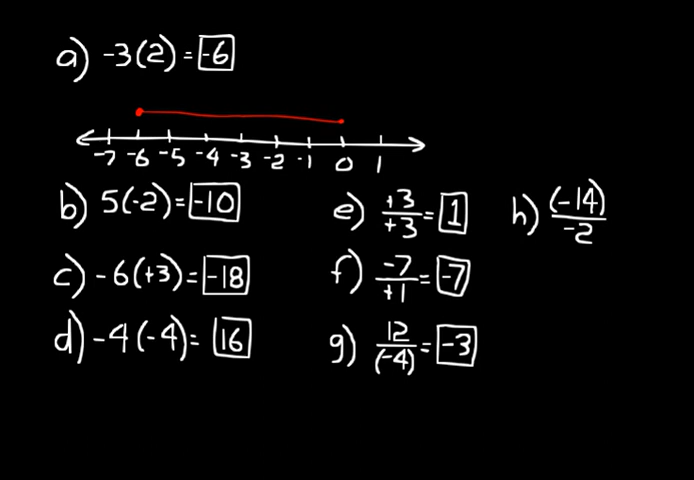 a) -3(2) = -6
-7 -6 -5 -4 -3 -2 -1 0 1
b) 5(-2) = -10
c) -6(+3) = -18
d) -4(-4) = 16
e) +3/+3 = 1
f) -7/+1 = -7
g) 12/(-4) = -3
h) (-14)/-2